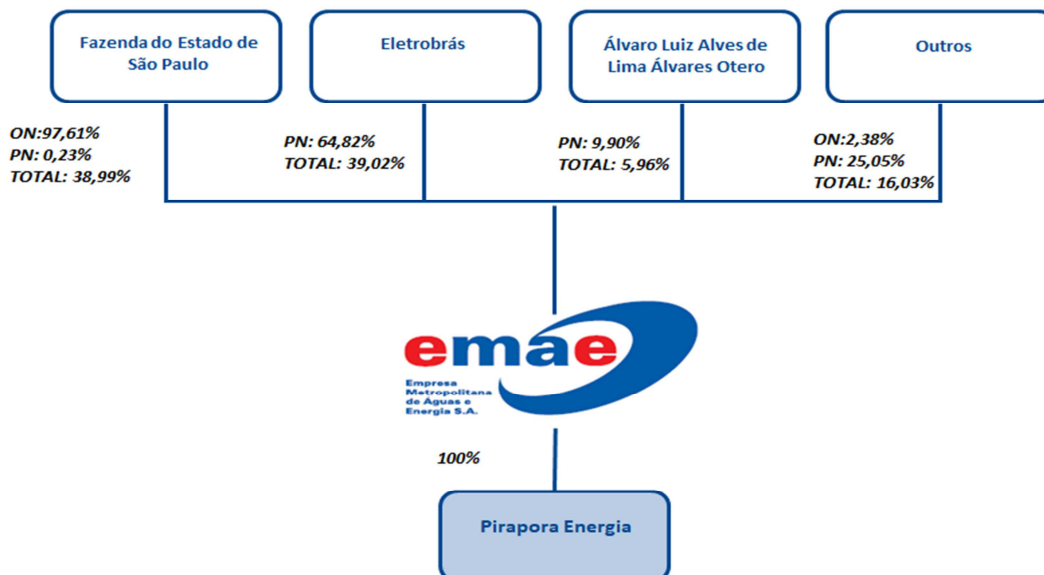 Fazenda do Estado de
São Paulo
Eletrobrás
Álvaro Luiz Alves de
Lima Álvares Otero
Outros
ON:97,61%
PN: 0,23%
TOTAL: 38,99%
PN: 64,82%
TOTAL: 39,02%
PN: 9,90%
TOTAL: 5,96%
ON:2,38%
PN: 25,05%
TOTAL: 16,03%
emae
Empresa
Metropolitana
de Águas e
Energia S.A.
100%
Pirapora Energia